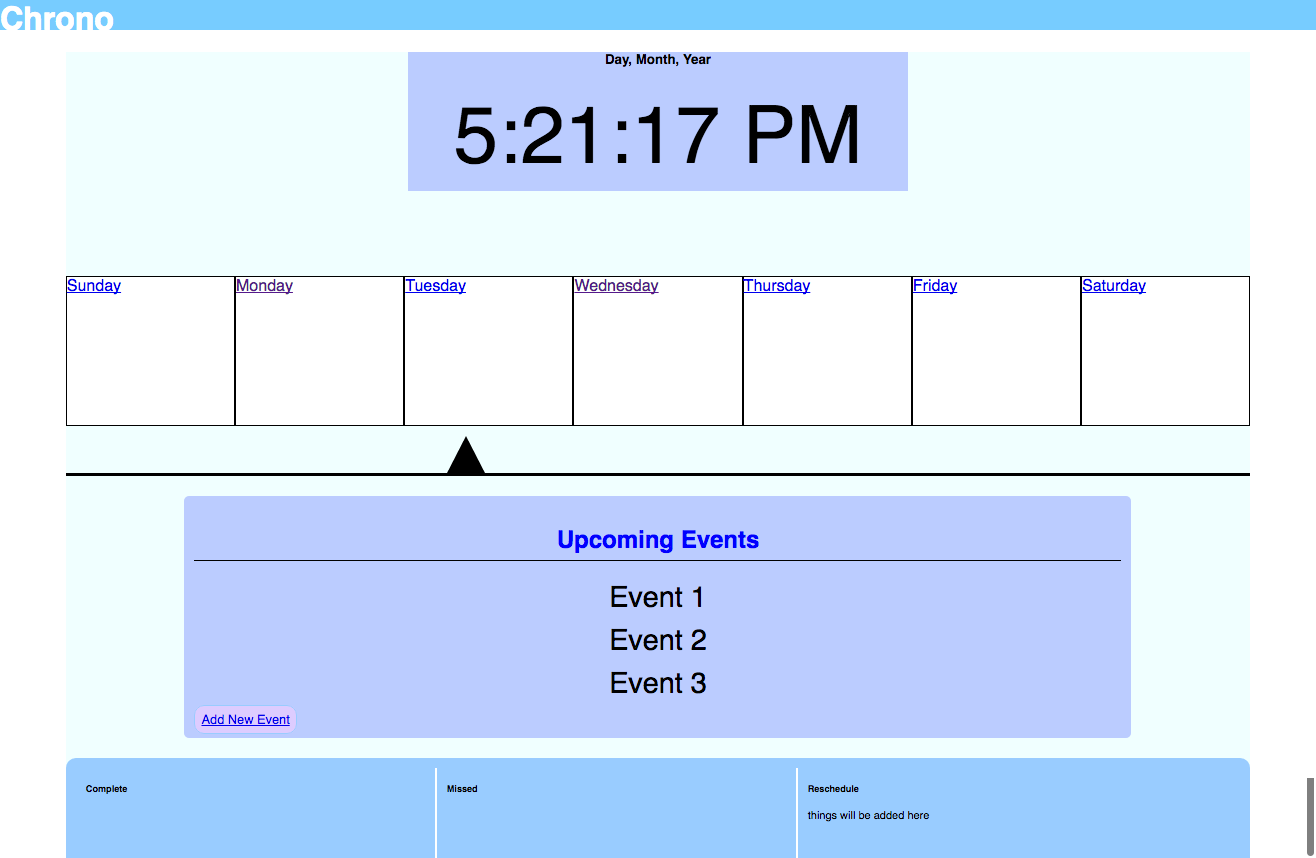 Chrono
Day, Month, Year
5:21:17 PM
Sunday Monday Tuesday Wednesday Thursday Friday Saturday
Upcoming Events
Event 1
Event 2
Event 3
Add New Event
Complete Missed Reschedule
things will be added here